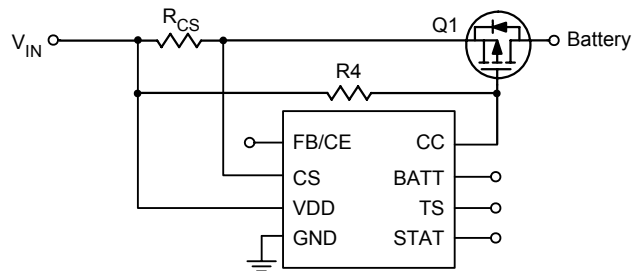 R_CS
Q1
V_IN
Battery
R4
FB/CE
CC
CS
BATT
VDD
TS
GND
STAT